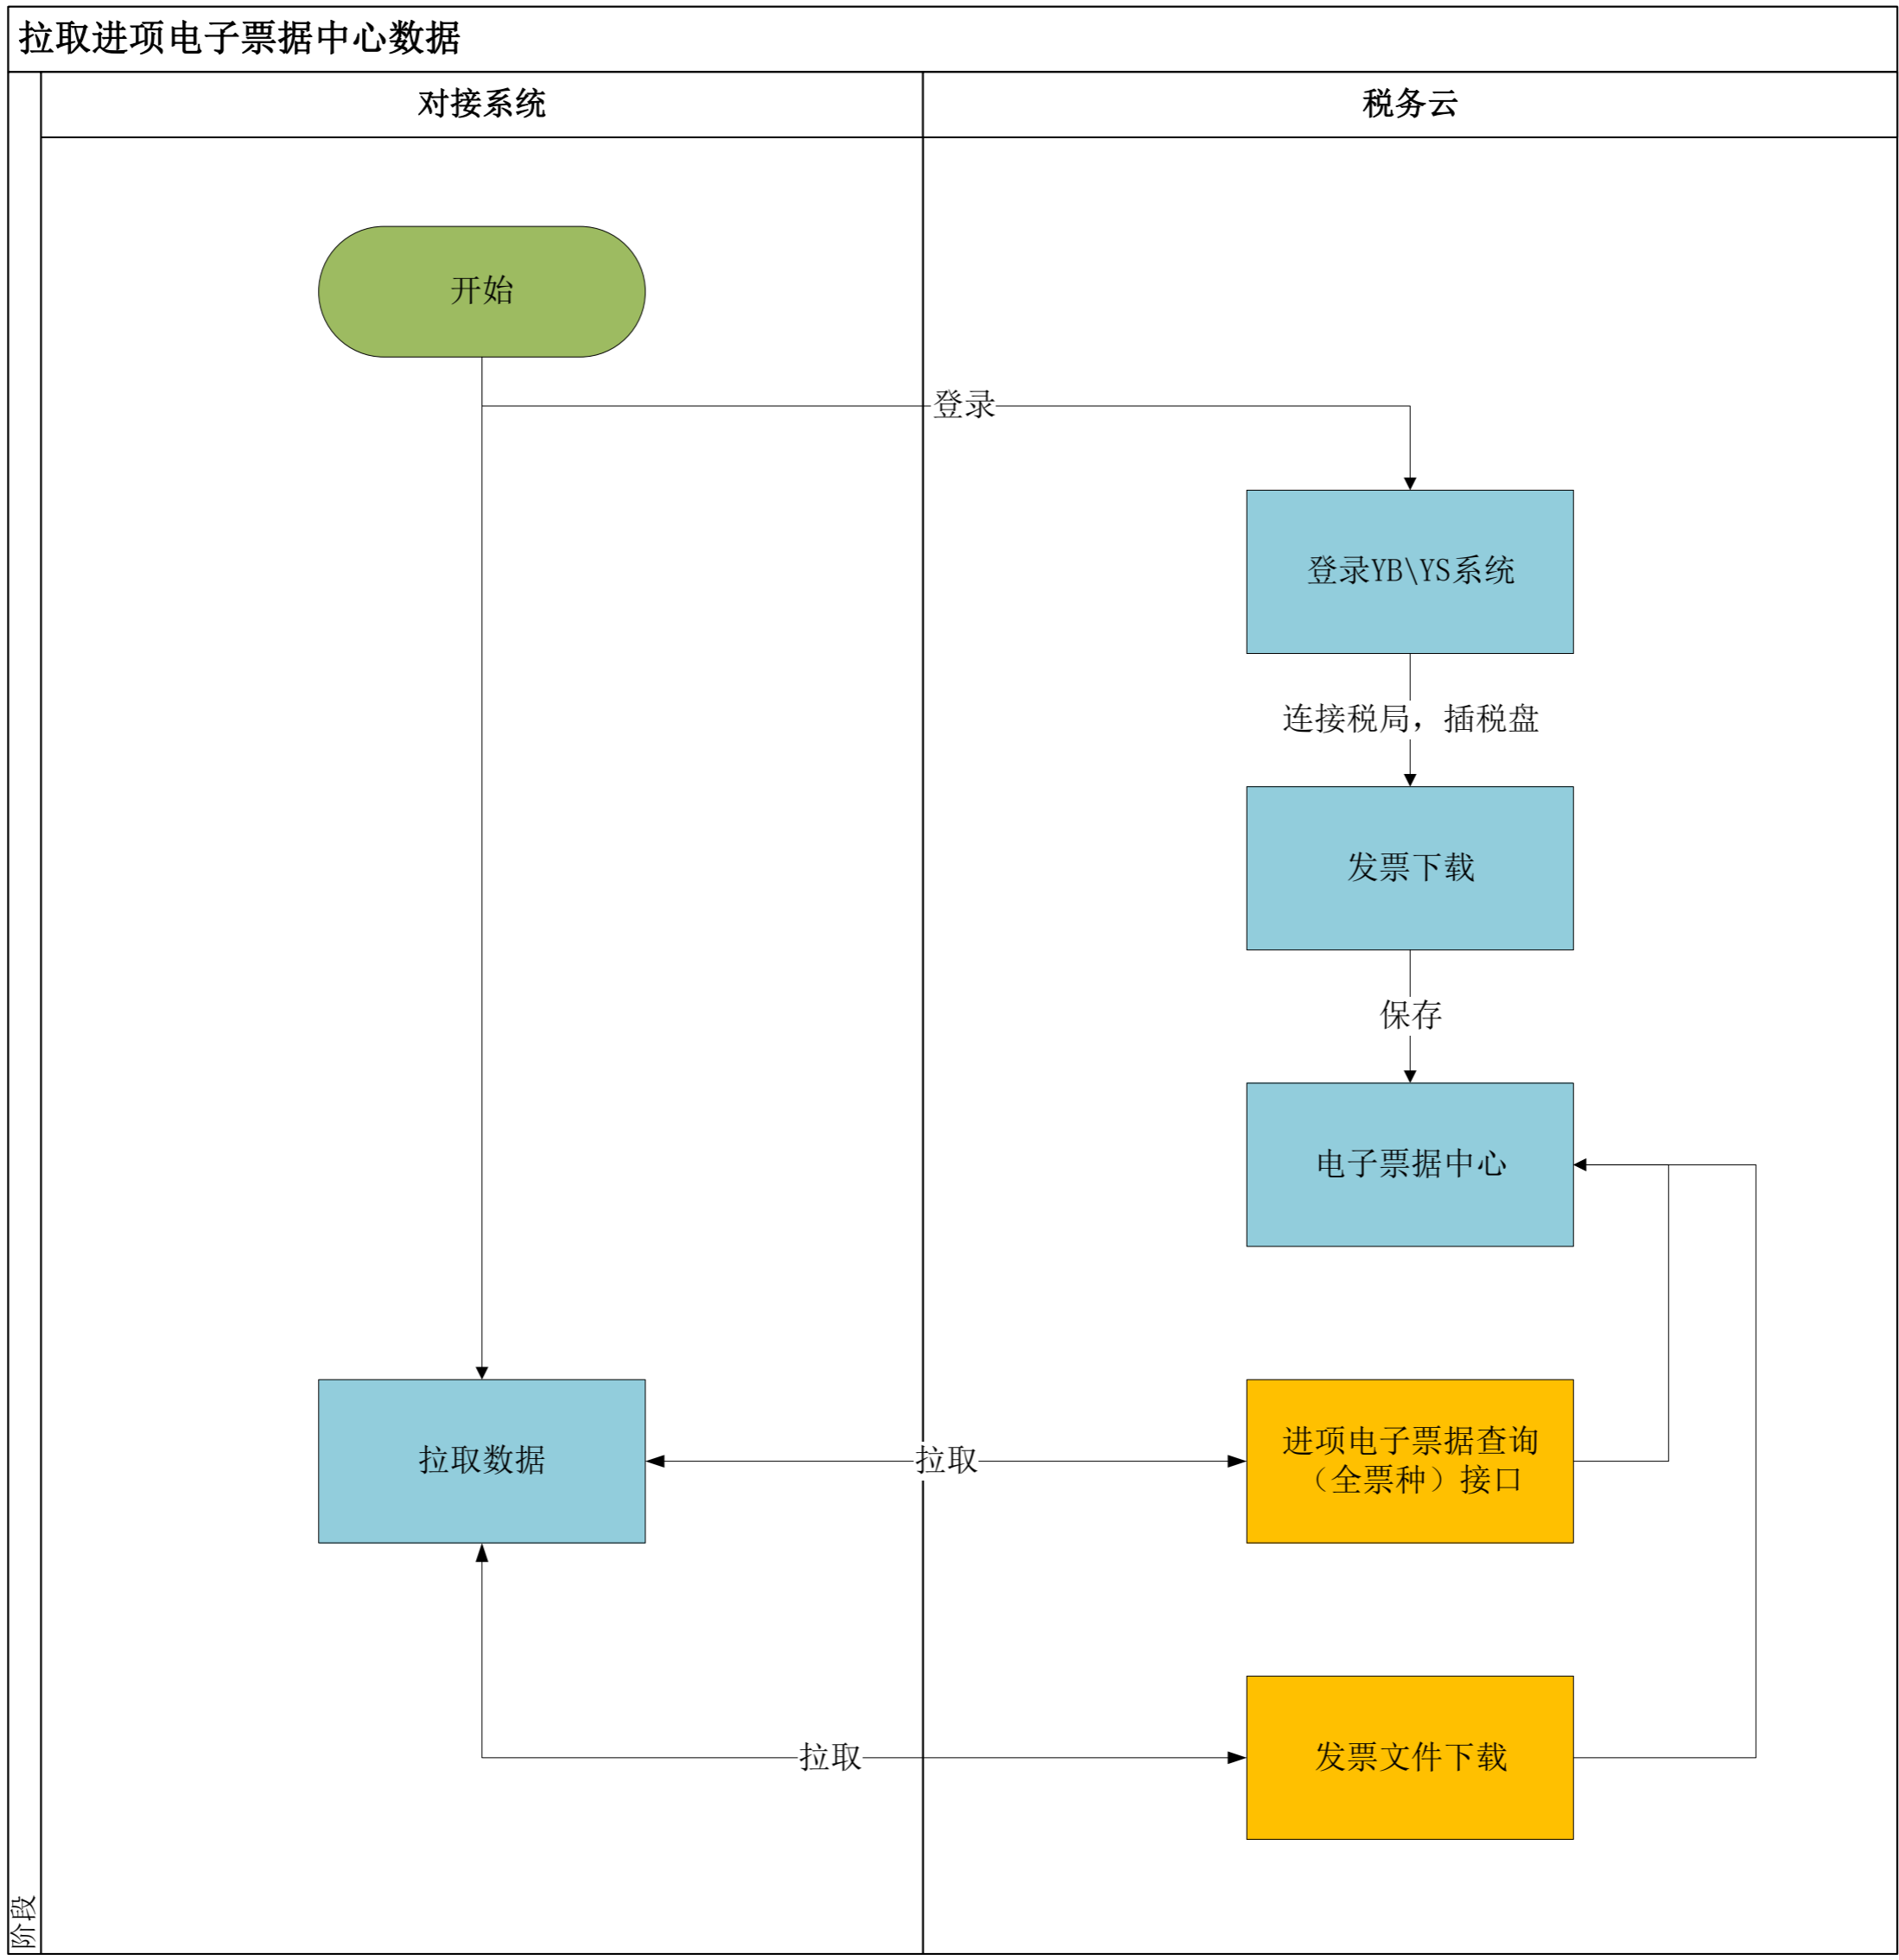 拉取进项电子票据中心数据
对接系统
税务云
开始
登录
登录YB\YS系统
连接税局，插税盘
发票下载
保存
电子票据中心
拉取数据
拉取
进项电子票据查询
（全票种）接口
拉取
发票文件下载
阶段